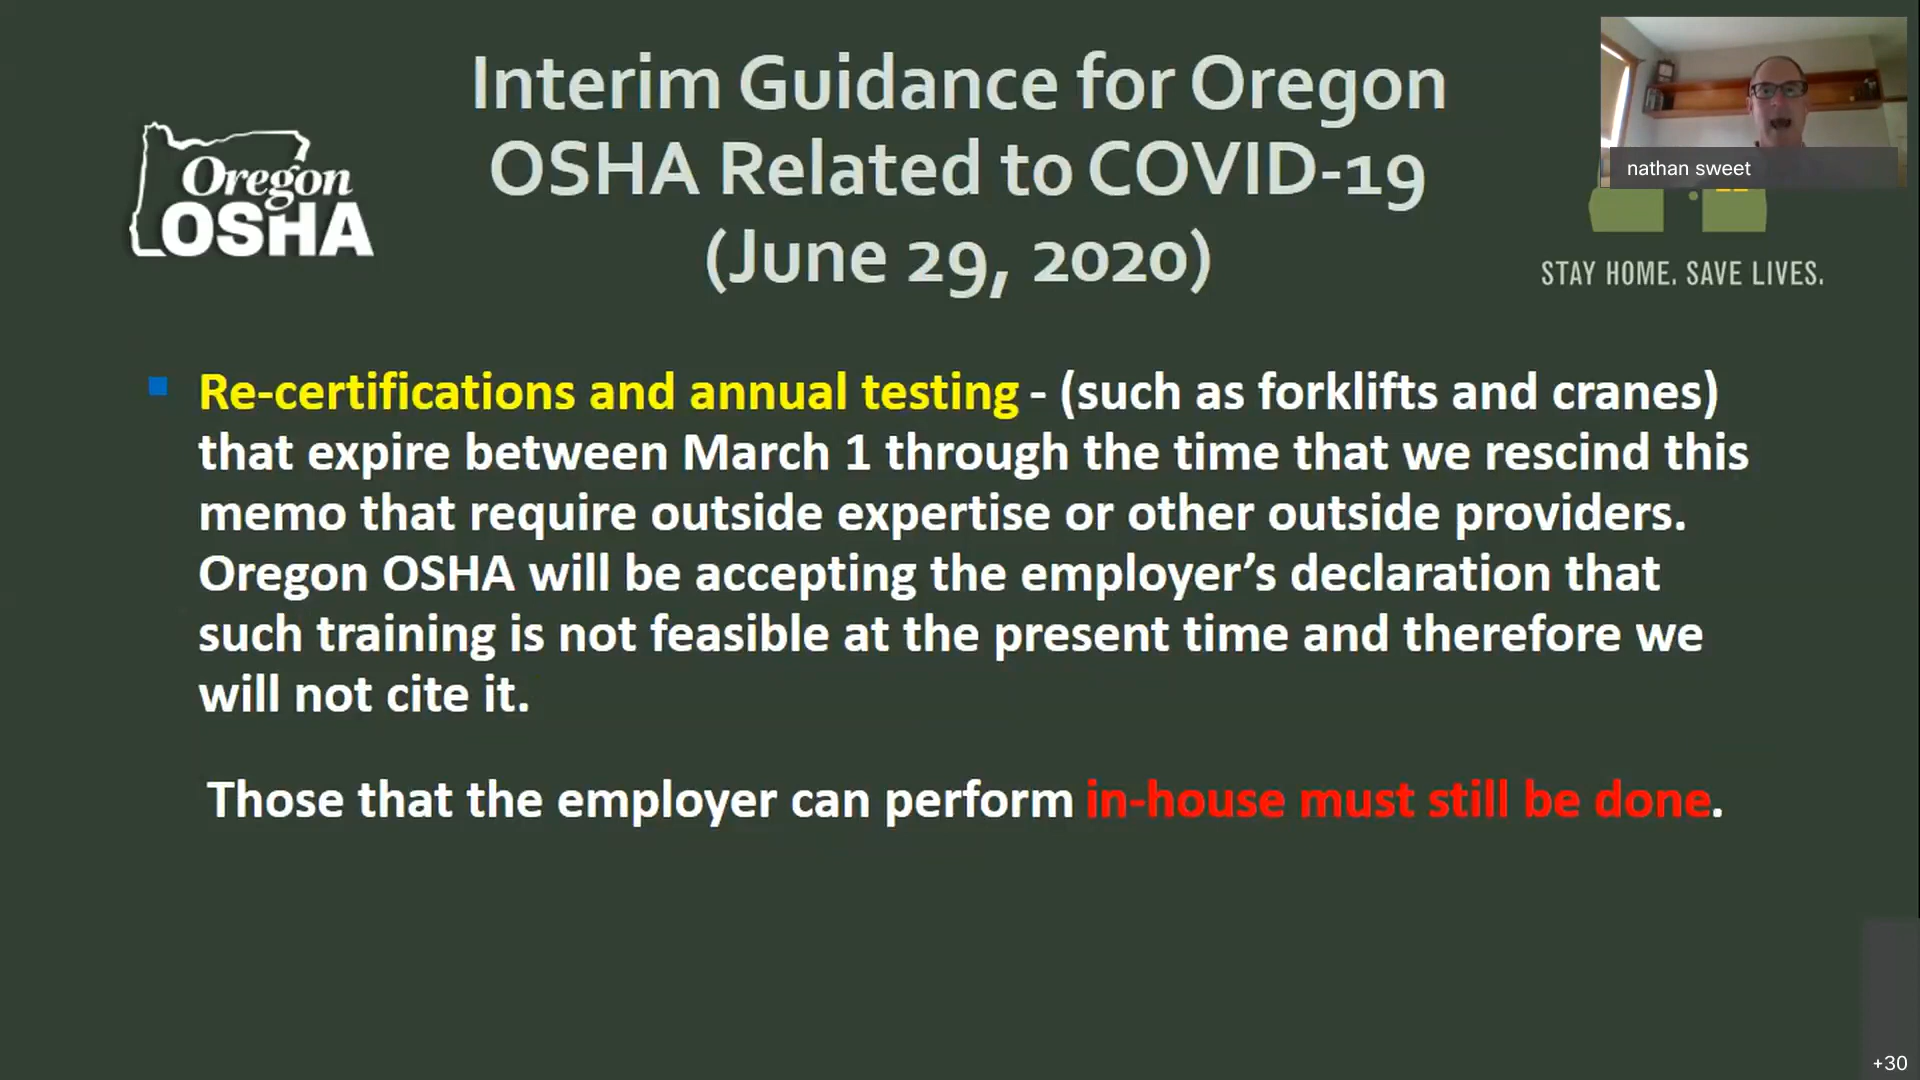 Interim Guidance for Oregon
OSHA Related to COVID-19
(June 29, 2020)
Oregon
OSHA
nathan sweet
STAY HOME. SAVE LIVES.
Re-certifications and annual testing - (such as forklifts and cranes)
that expire between March 1 through the time that we rescind this
memo that require outside expertise or other outside providers.
Oregon OSHA will be accepting the employer’s declaration that
such training is not feasible at the present time and therefore we
will not cite it.
Those that the employer can perform in-house must still be done.
+30